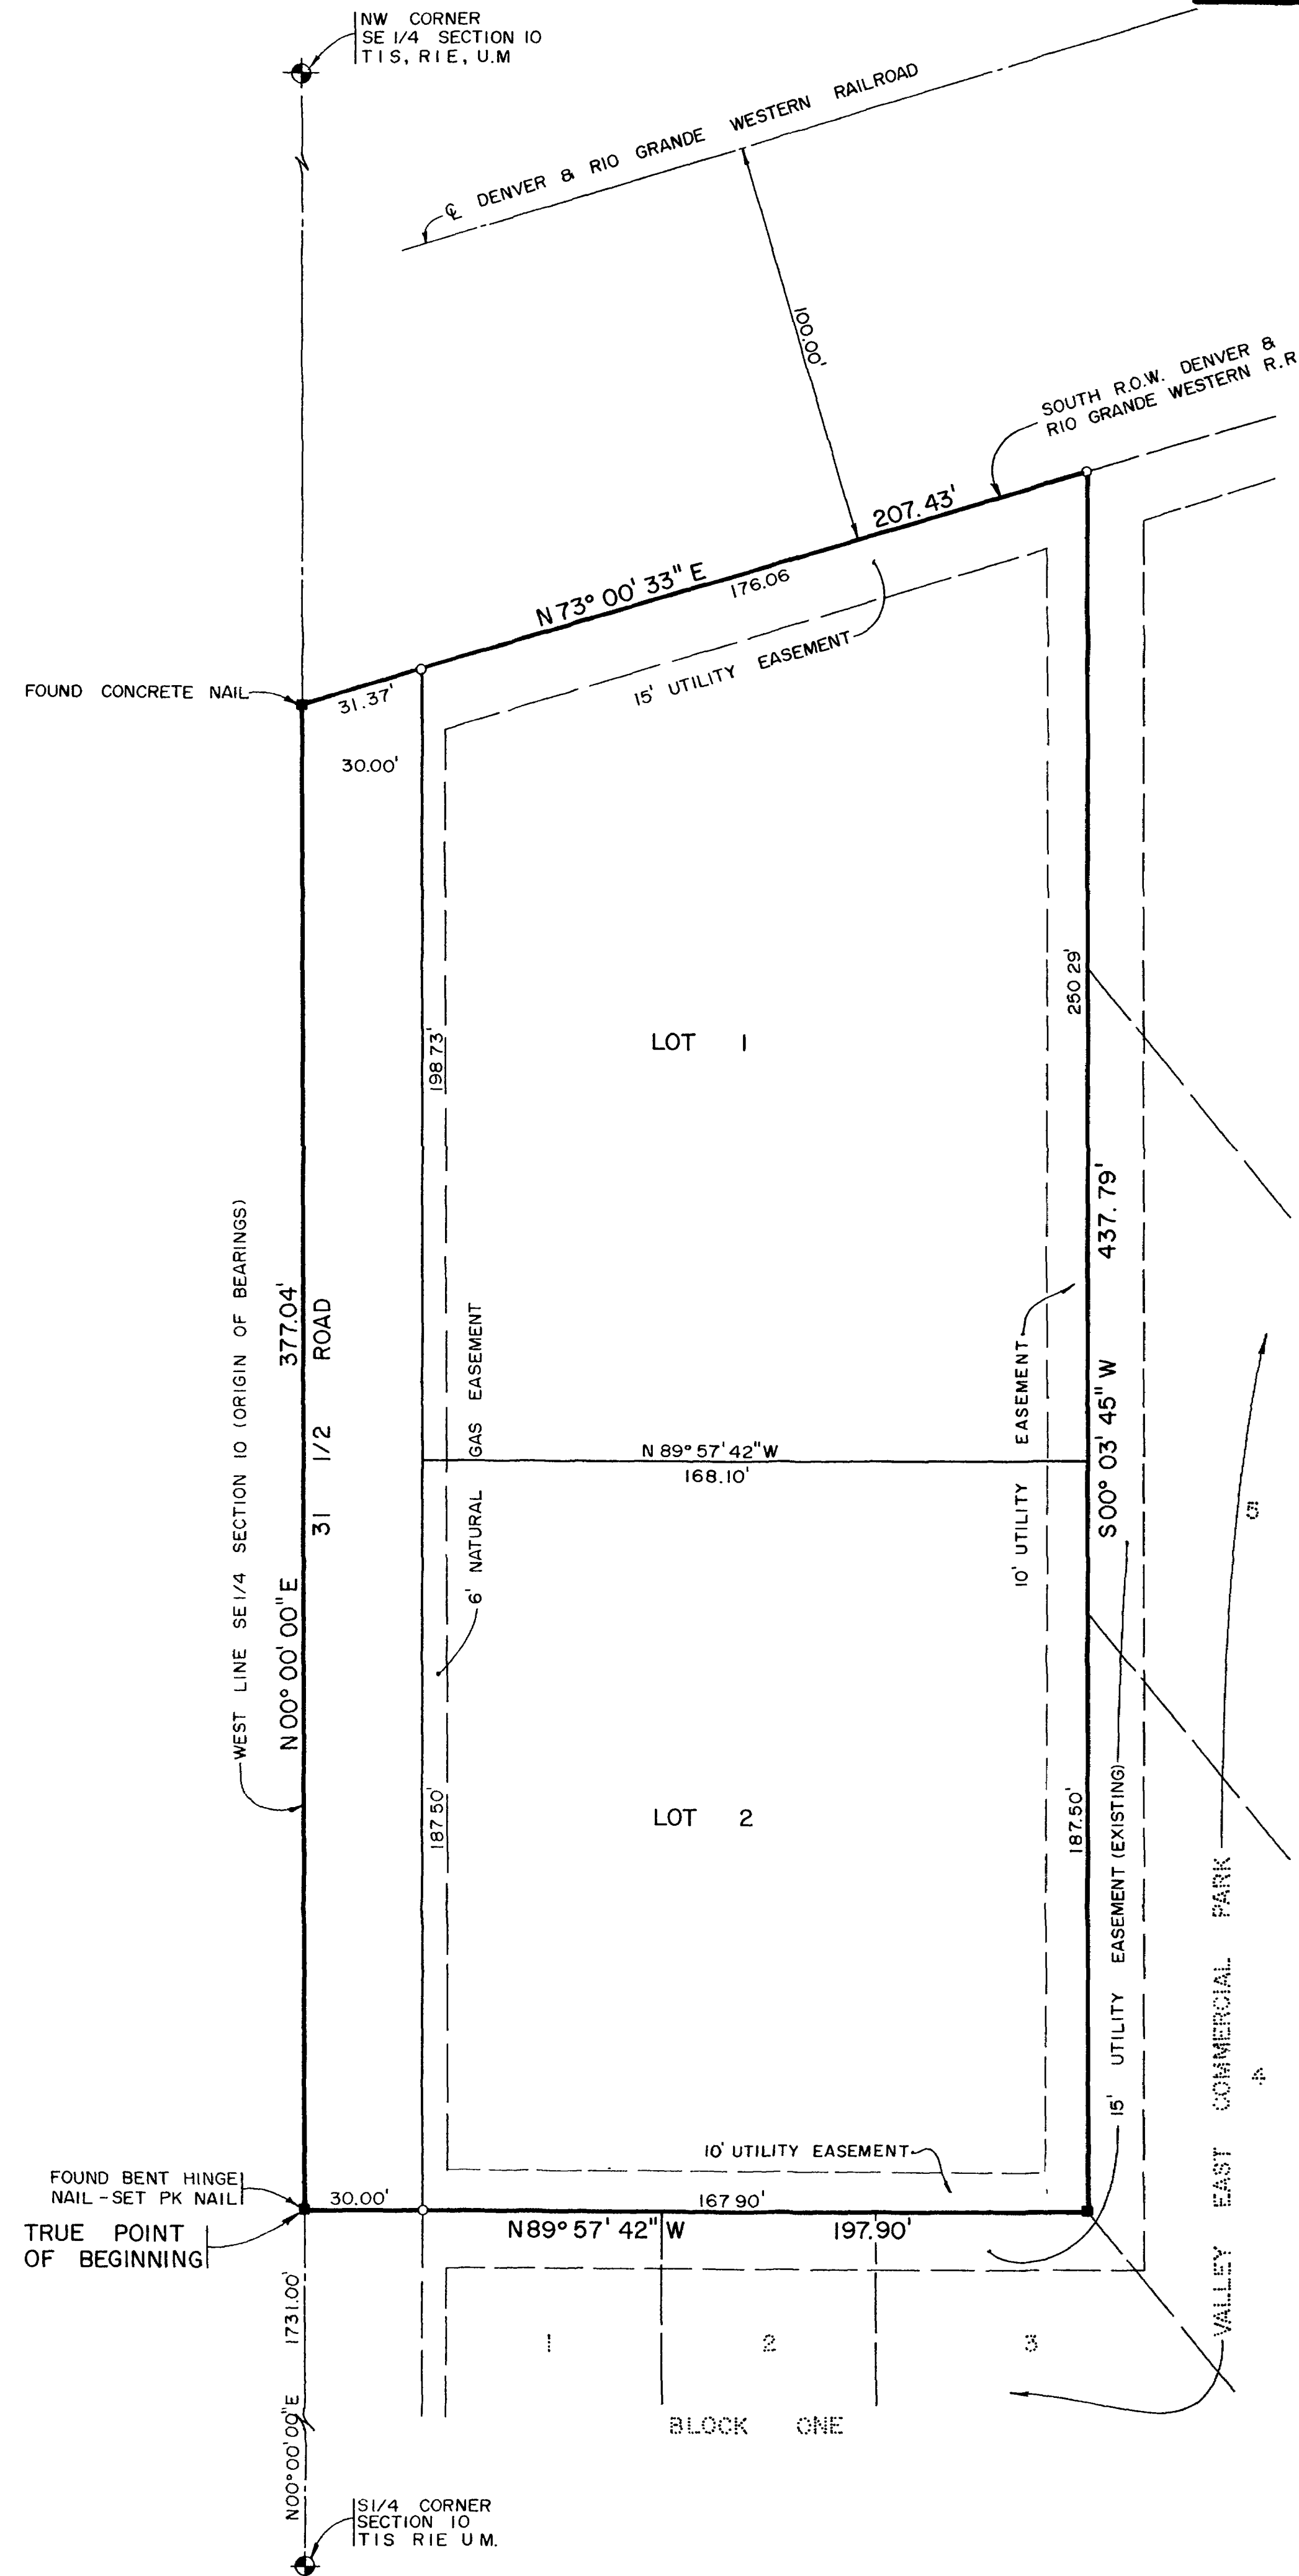 NW CORNER
SE 1/4 SECTION 10
T1S, R1E, U.M
℄ DENVER & RIO GRANDE WESTERN RAILROAD
100.00'
SOUTH R.O.W. DENVER &
RIO GRANDE WESTERN R.R
207.43'
N 73° 00' 33" E
176.06
15' UTILITY EASEMENT
FOUND CONCRETE NAIL
31.37'
30.00'
250 29'
LOT 1
198 73'
437.79'
WEST LINE SE 1/4 SECTION 10 (ORIGIN OF BEARINGS)
377.04'
N 00° 00' 00" E
31 1/2 ROAD
6' NATURAL GAS EASEMENT
10' UTILITY EASEMENT
S 00° 03' 45" W
N 89° 57' 42" W
168.10'
5
187 50'
LOT 2
187.50'
15' UTILITY EASEMENT (EXISTING)
VALLEY EAST COMMERCIAL PARK
4
10' UTILITY EASEMENT
FOUND BENT HINGE
NAIL - SET PK NAIL
30.00'
167 90'
TRUE POINT
OF BEGINNING
N 89° 57' 42" W 197.90'
N00° 00' 00" E 1731.00'
1 2 3
BLOCK ONE
S1/4 CORNER
SECTION 10
T1S R1E U M.